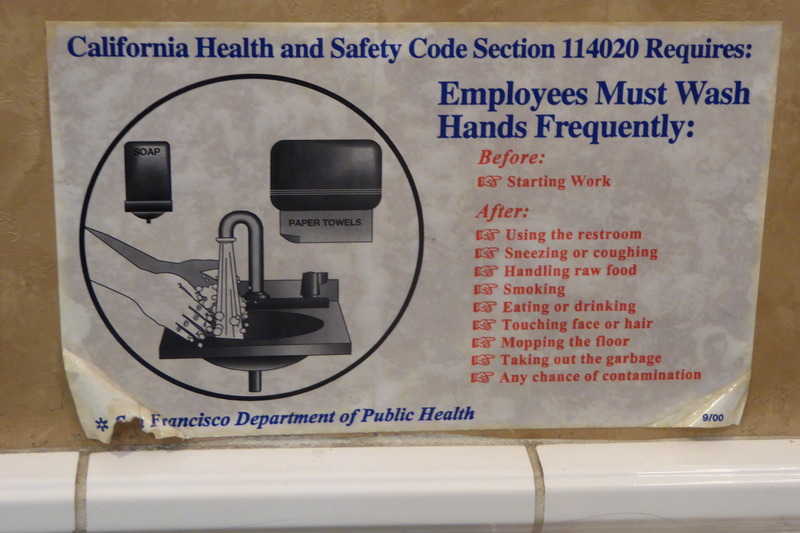 California Health and Safety Code Section 114020 Requires:
Employees Must Wash
Hands Frequently:
Before:
Starting Work
After:
Using the restroom
Sneezing or coughing
Handling raw food
Smoking
Eating or drinking
Touching face or hair
Mopping the floor
Taking out the garbage
Any chance of contamination
SOAP
PAPER TOWELS
San Francisco Department of Public Health
9/00